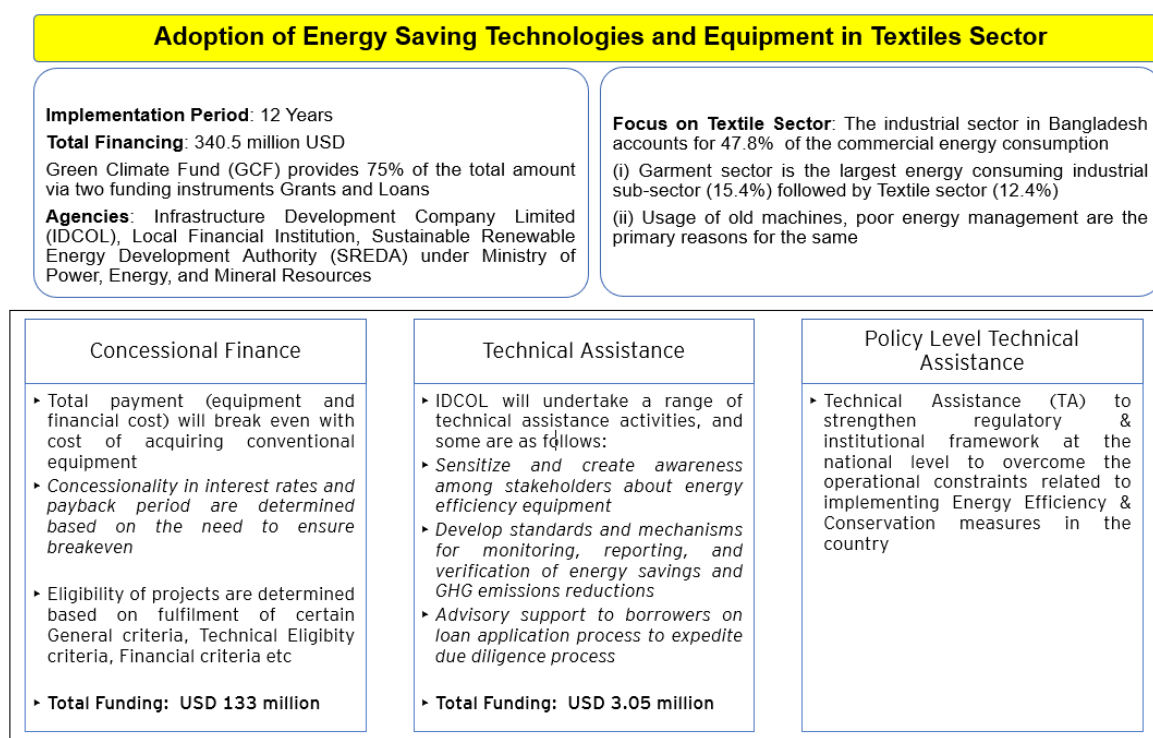 Adoption of Energy Saving Technologies and Equipment in Textiles Sector
Implementation Period: 12 Years
Total Financing: 340.5 million USD
Green Climate Fund (GCF) provides 75% of the total amount
via two funding instruments Grants and Loans
Agencies: Infrastructure Development Company Limited
(IDCOL), Local Financial Institution, Sustainable Renewable
Energy Development Authority (SREDA) under Ministry of
Power, Energy, and Mineral Resources
Focus on Textile Sector: The industrial sector in Bangladesh
accounts for 47.8% of the commercial energy consumption
(i) Garment sector is the largest energy consuming industrial
sub-sector (15.4%) followed by Textile sector (12.4%)
(ii) Usage of old machines, poor energy management are the
primary reasons for the same
Concessional Finance
‣ Total payment (equipment and
financial cost) will break even with
cost of acquiring conventional
equipment
‣ Concessionality in interest rates and
payback period are determined
based on the need to ensure
breakeven
‣ Eligibility of projects are determined
based on fulfilment of certain
General criteria, Technical Eligibity
criteria, Financial criteria etc
‣ Total Funding: USD 133 million
Technical Assistance
‣ IDCOL will undertake a range of
technical assistance activities, and
some are as follows:
‣ Sensitize and create awareness
among stakeholders about energy
efficiency equipment
‣ Develop standards and mechanisms
for monitoring, reporting, and
verification of energy savings and
GHG emissions reductions
‣ Advisory support to borrowers on
loan application process to expedite
due diligence process
‣ Total Funding: USD 3.05 million
Policy Level Technical
Assistance
‣ Technical Assistance (TA) to
strengthen regulatory &
institutional framework at the
national level to overcome the
operational constraints related to
implementing Energy Efficiency &
Conservation measures in the
country